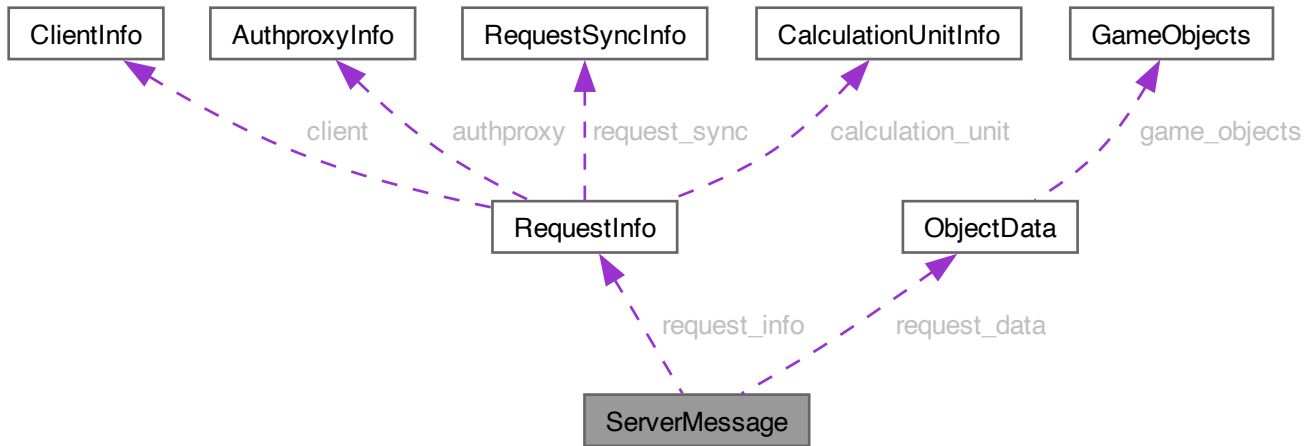 ClientInfo
AuthproxyInfo
RequestSyncInfo
CalculationUnitInfo
GameObjects
client
authproxy
request_sync
calculation_unit
game_objects
RequestInfo
ObjectData
request_info
request_data
ServerMessage